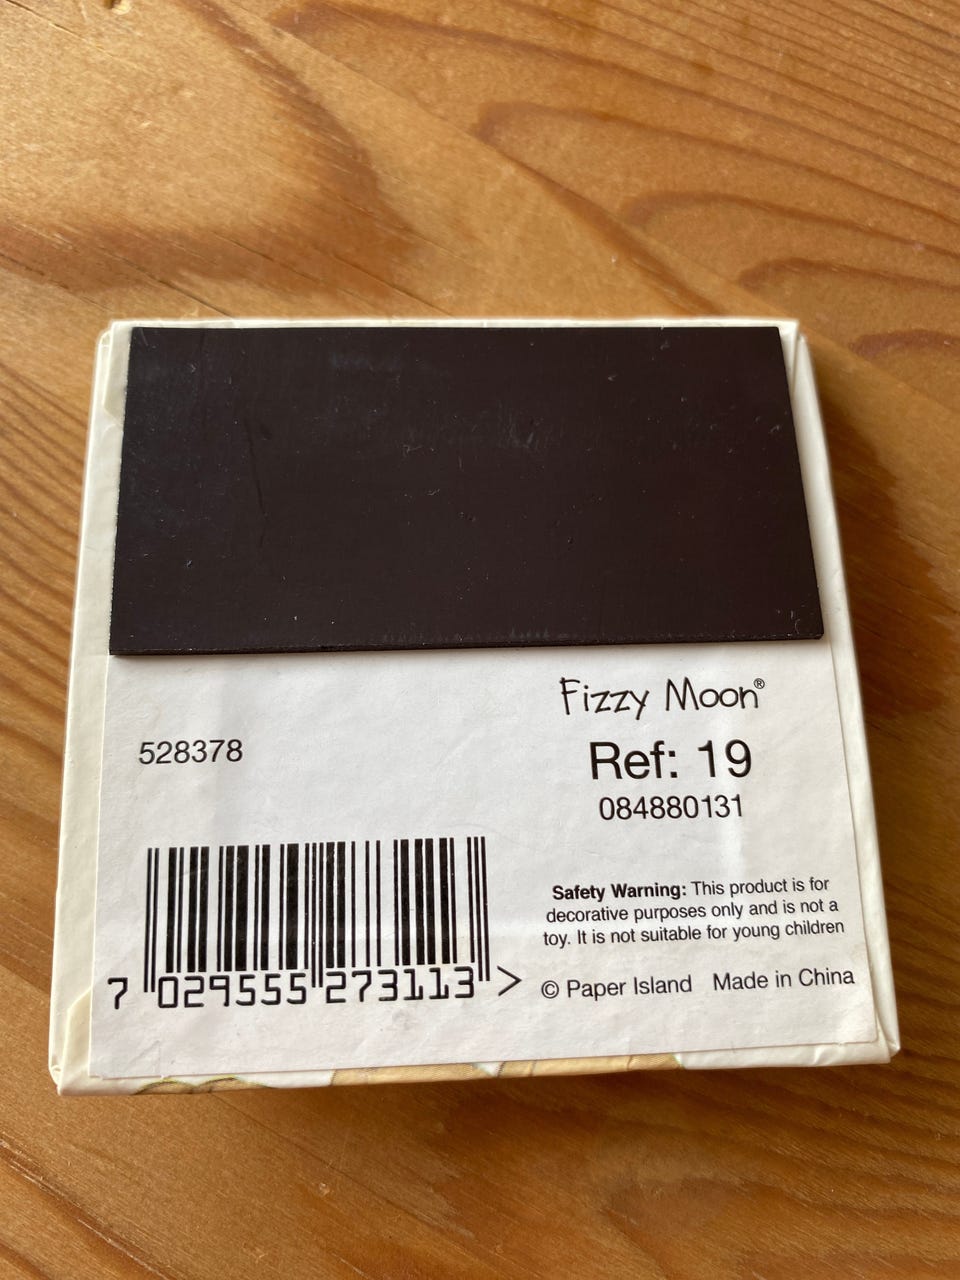 Fizzy Moon®
528378
Ref: 19
084880131
Safety Warning: This product is for
decorative purposes only and is not a
toy. It is not suitable for young children
7 029555 273113 >
© Paper Island Made in China